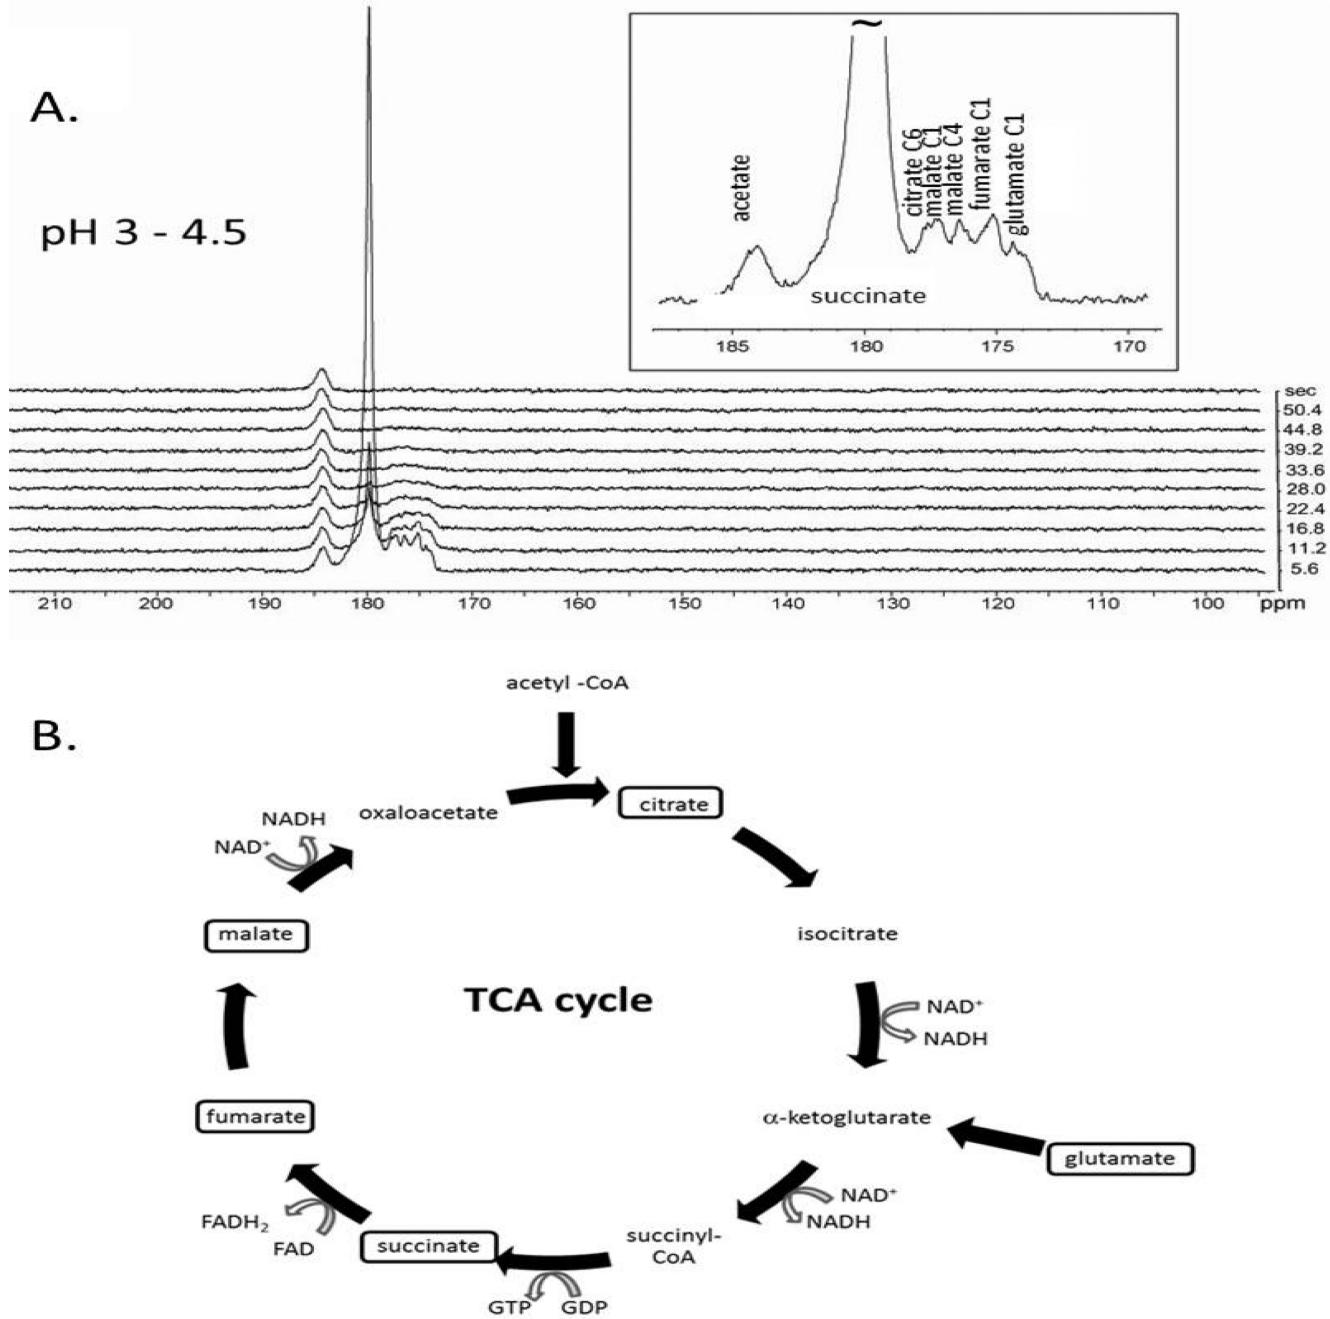 A.
pH 3 - 4.5
~
acetate
citrate C6
malate C1
malate C4
fumarate C1
glutamate C1
succinate
185 180 175 170
sec
50.4
44.8
39.2
33.6
28.0
22.4
16.8
11.2
5.6
210 200 190 180 170 160 150 140 130 120 110 100 ppm
B.
acetyl -CoA
oxaloacetate
citrate
NADH
NAD⁺
malate
isocitrate
TCA cycle
NAD⁺
NADH
fumarate
α-ketoglutarate
glutamate
NAD⁺
NADH
FADH₂
FAD
succinate
succinyl-
CoA
GTP
GDP